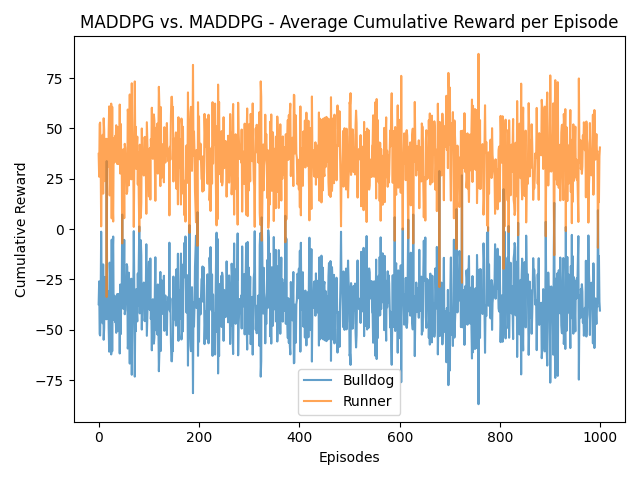 MADDPG vs. MADDPG - Average Cumulative Reward per Episode
Cumulative Reward
75
50
25
0
−25
−50
−75
Bulldog
Runner
0 200 400 600 800 1000
Episodes